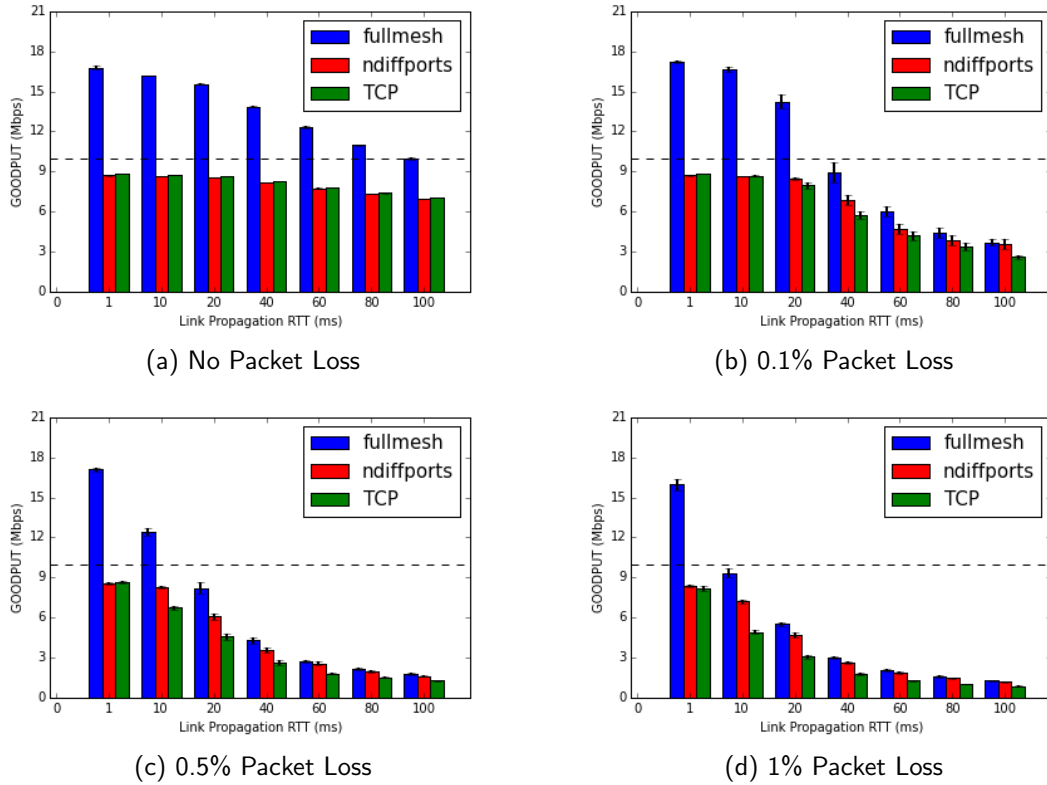 21
18
15
12
9
6
3
0
GOODPUT (Mbps)
fullmesh
ndiffports
TCP
0 1 10 20 40 60 80 100
Link Propagation RTT (ms)
(a) No Packet Loss
21
18
15
12
9
6
3
0
GOODPUT (Mbps)
fullmesh
ndiffports
TCP
0 1 10 20 40 60 80 100
Link Propagation RTT (ms)
(b) 0.1% Packet Loss
21
18
15
12
9
6
3
0
GOODPUT (Mbps)
fullmesh
ndiffports
TCP
0 1 10 20 40 60 80 100
Link Propagation RTT (ms)
(c) 0.5% Packet Loss
21
18
15
12
9
6
3
0
GOODPUT (Mbps)
fullmesh
ndiffports
TCP
0 1 10 20 40 60 80 100
Link Propagation RTT (ms)
(d) 1% Packet Loss